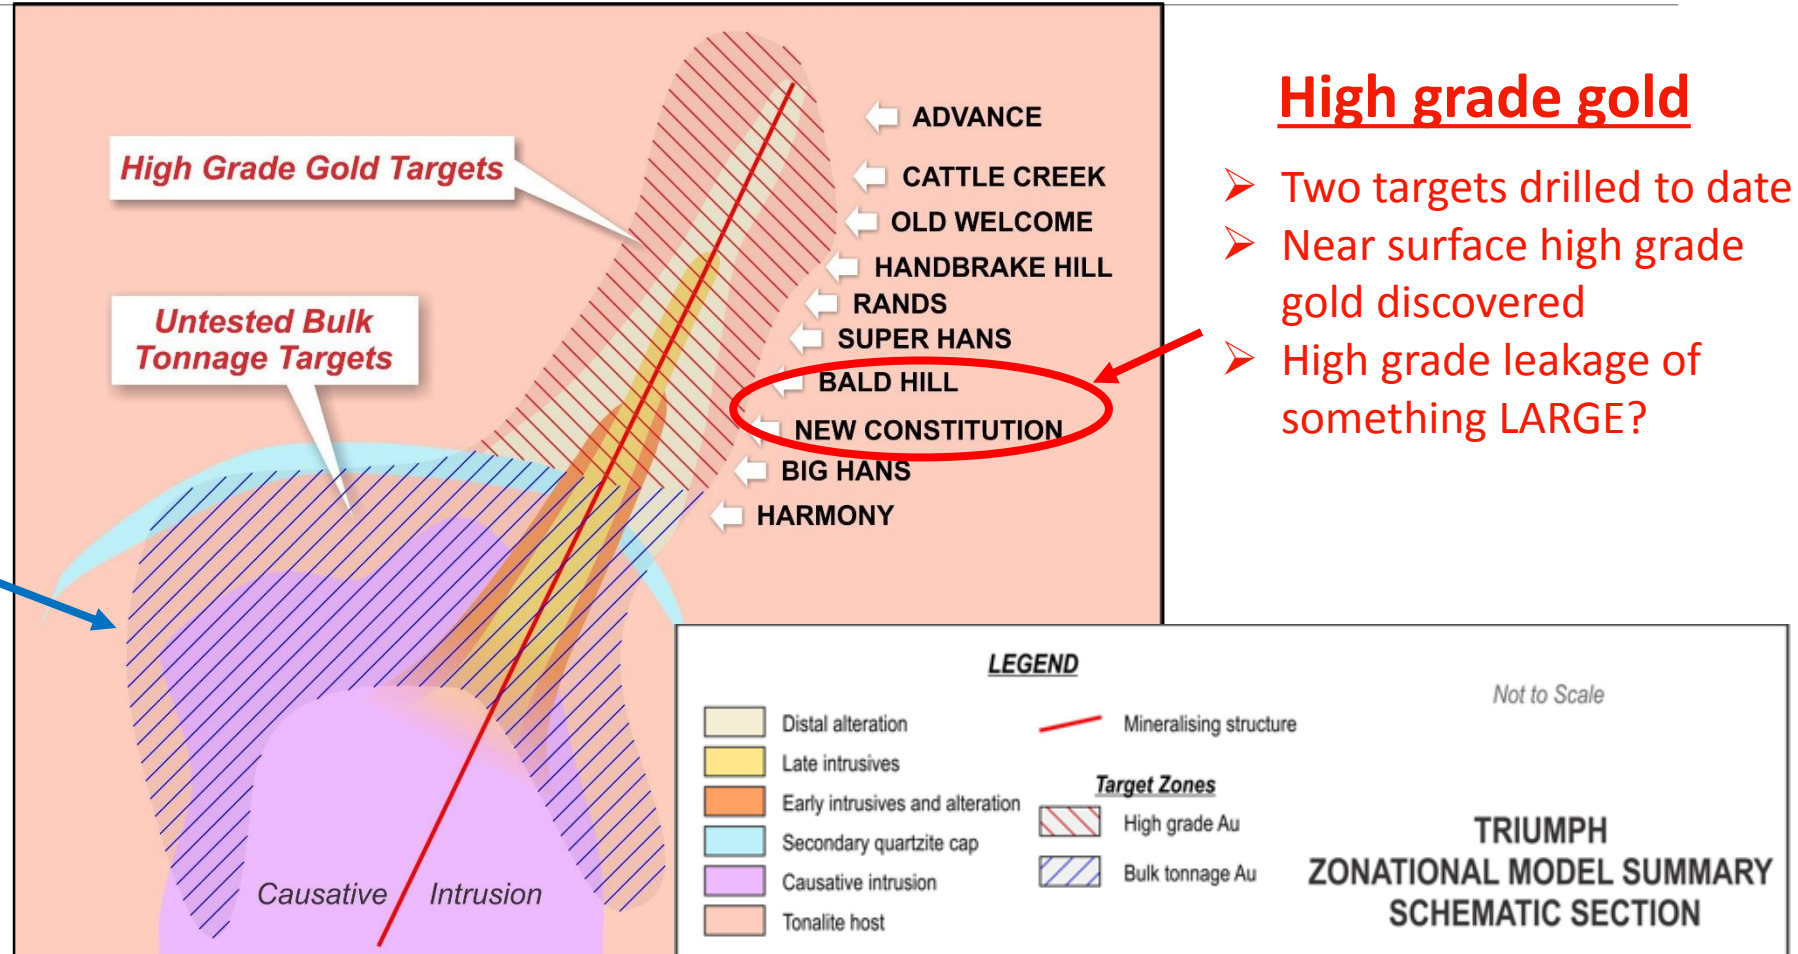 High Grade Gold Targets
Untested Bulk
Tonnage Targets
ADVANCE
CATTLE CREEK
OLD WELCOME
HANDBRAKE HILL
RANDS
SUPER HANS
BALD HILL
NEW CONSTITUTION
BIG HANS
HARMONY
Causative Intrusion
High grade gold
➢ Two targets drilled to date
➢ Near surface high grade
gold discovered
➢ High grade leakage of
something LARGE?
LEGEND
Distal alteration
Late intrusives
Early intrusives and alteration
Secondary quartzite cap
Causative intrusion
Tonalite host
Mineralising structure
Target Zones
High grade Au
Bulk tonnage Au
Not to Scale
TRIUMPH
ZONATIONAL MODEL SUMMARY
SCHEMATIC SECTION